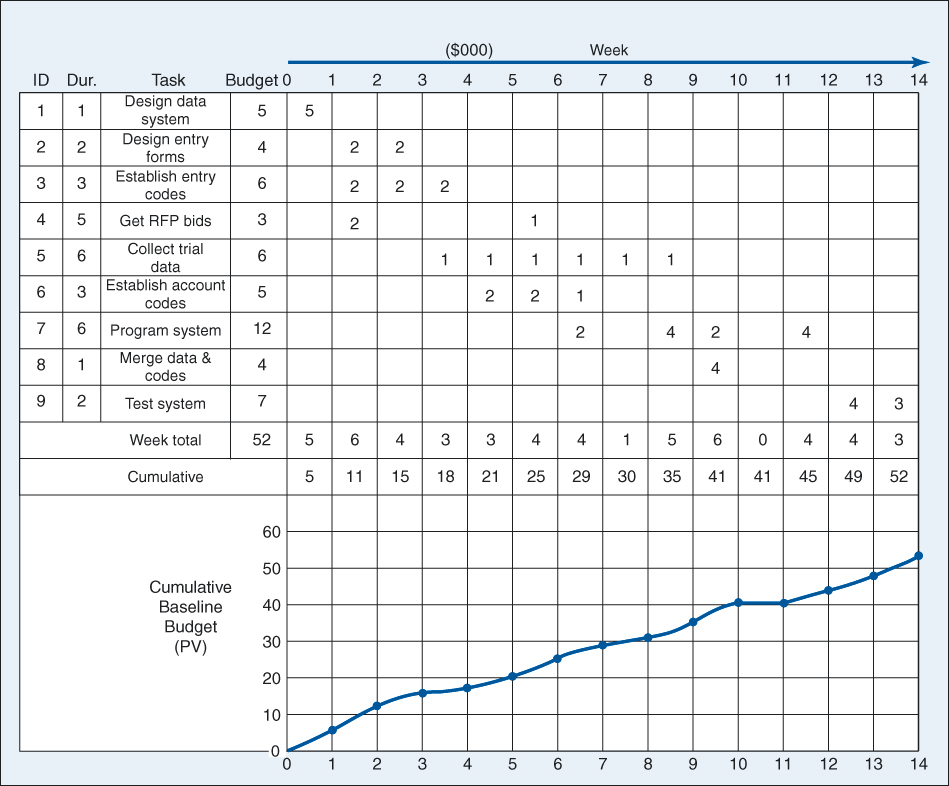 ($000) Week
ID Dur. Task Budget 0 1 2 3 4 5 6 7 8 9 10 11 12 13 14
1 1 Design data system 5 5
2 2 Design entry forms 4 2 2
3 3 Establish entry codes 6 2 2 2
4 5 Get RFP bids 3 2 1
5 6 Collect trial data 6 1 1 1 1 1 1
6 3 Establish account codes 5 2 2 1
7 6 Program system 12 2 4 2 4
8 1 Merge data & codes 4 4
9 2 Test system 7 4 3
Week total 52 5 6 4 3 3 4 4 1 5 6 0 4 4 3
Cumulative 5 11 15 18 21 25 29 30 35 41 41 45 49 52
60
50
40
30
20
10
0
Cumulative
Baseline
Budget
(PV)
0 1 2 3 4 5 6 7 8 9 10 11 12 13 14